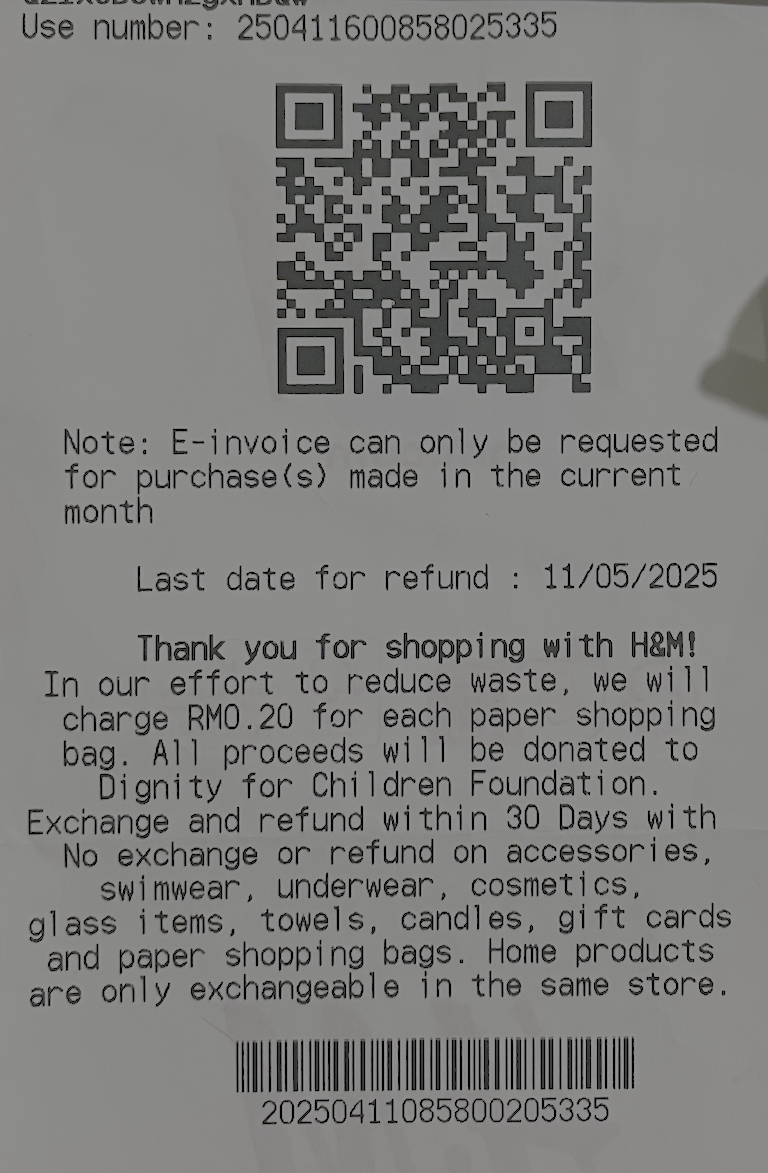 Use number: 250411600858025335
Note: E-invoice can only be requested
for purchase(s) made in the current
month
Last date for refund : 11/05/2025
Thank you for shopping with H&M!
In our effort to reduce waste, we will
charge RM0.20 for each paper shopping
bag. All proceeds will be donated to
Dignity for Children Foundation.
Exchange and refund within 30 Days with
No exchange or refund on accessories,
swimwear, underwear, cosmetics,
glass items, towels, candles, gift cards
and paper shopping bags. Home products
are only exchangeable in the same store.
20250411085800205335